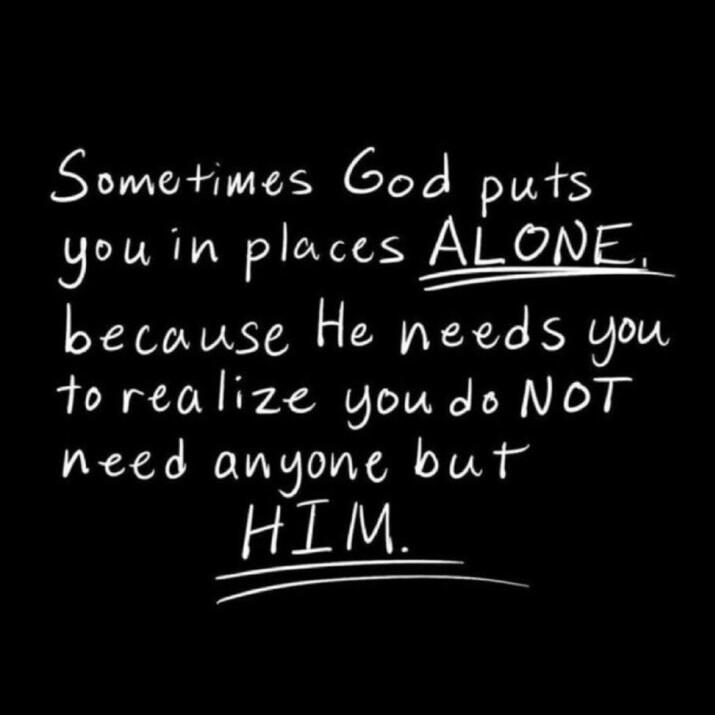 Sometimes God puts
you in places ALONE,
because He needs you
to realize you do NOT
need anyone but
HIM.